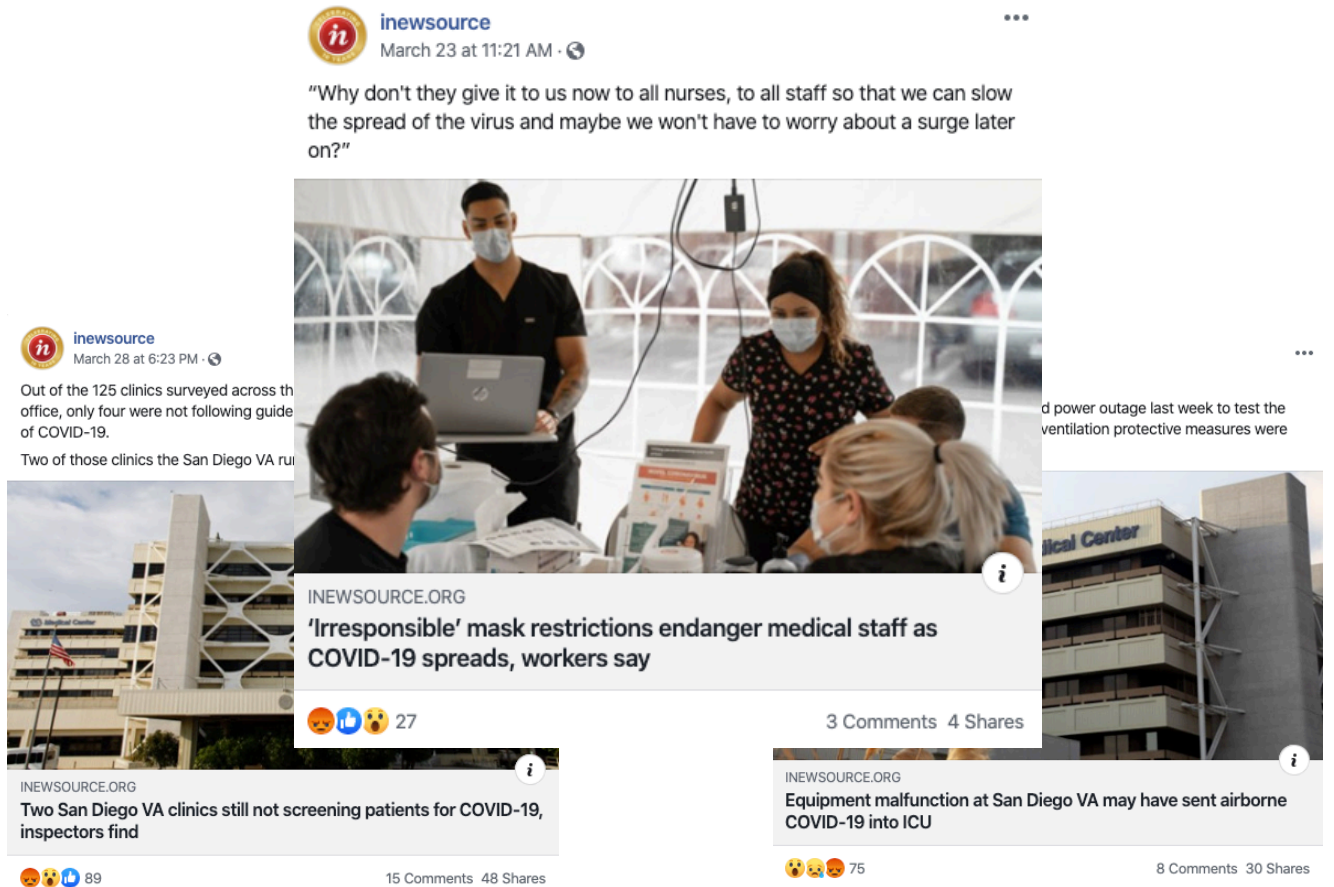 inewsource
March 23 at 11:21 AM ·
“Why don't they give it to us now to all nurses, to all staff so that we can slow
the spread of the virus and maybe we won't have to worry about a surge later
on?”
INEWSOURCE.ORG
‘Irresponsible’ mask restrictions endanger medical staff as
COVID-19 spreads, workers say
27
3 Comments 4 Shares
inewsource
March 28 at 6:23 PM ·
Out of the 125 clinics surveyed across th
office, only four were not following guide
of COVID-19.
Two of those clinics the San Diego VA ru
Medical Center
INEWSOURCE.ORG
Two San Diego VA clinics still not screening patients for COVID-19,
inspectors find
89
15 Comments 48 Shares
d power outage last week to test the
ventilation protective measures were
ical Center
INEWSOURCE.ORG
Equipment malfunction at San Diego VA may have sent airborne
COVID-19 into ICU
75
8 Comments 30 Shares